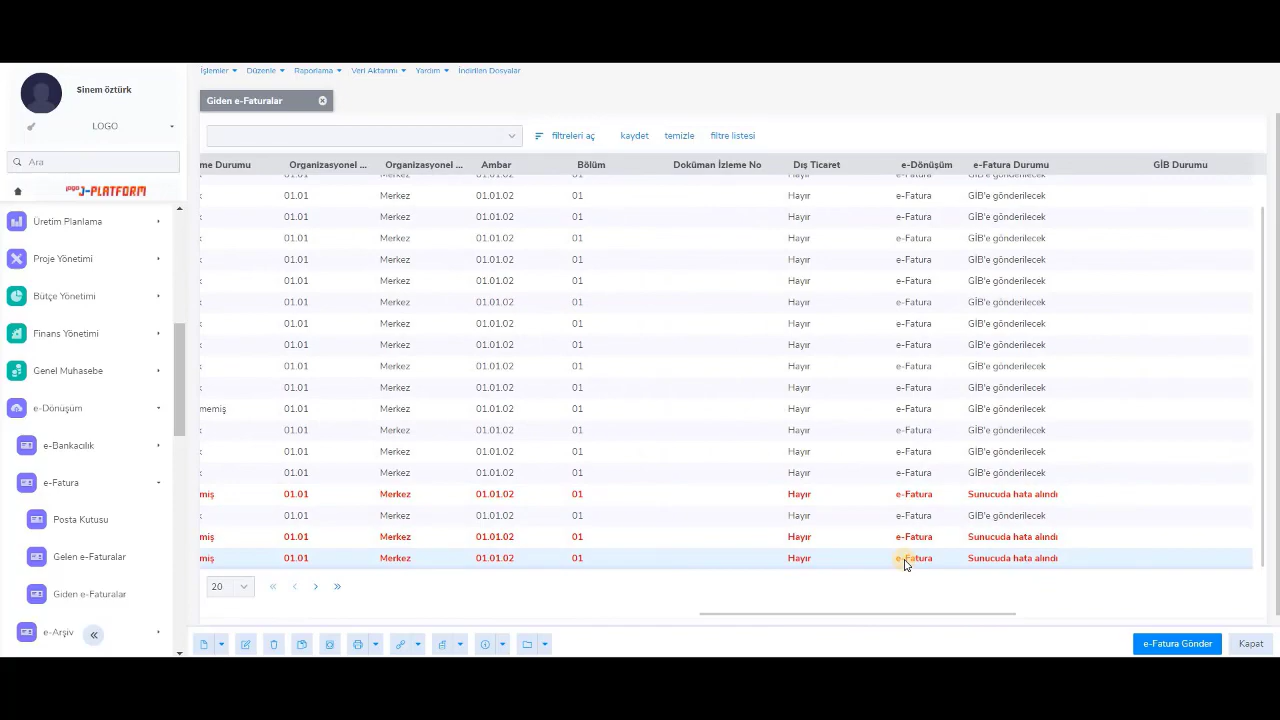 Sinem öztürk
LOGO
Ara
logo J-PLATFORM
Üretim Planlama
Proje Yönetimi
Bütçe Yönetimi
Finans Yönetimi
Genel Muhasebe
e-Dönüşüm
e-Bankacılık
e-Fatura
Posta Kutusu
Gelen e-Faturalar
Giden e-Faturalar
e-Arşiv
İşlemler Düzenle Raporlama Veri Aktarımı Yardım İndirilen Dosyalar
Giden e-Faturalar
filtreleri aç kaydet temizle filtre listesi
me Durumu Organizasyonel ... Organizasyonel ... Ambar Bölüm Doküman İzleme No Dış Ticaret e-Dönüşüm e-Fatura Durumu GİB Durumu
k Merkez 01.01.02 01 Hayır e-Fatura GİB'e gönderilecek
k 01.01 Merkez 01.01.02 01 Hayır e-Fatura GİB'e gönderilecek
k 01.01 Merkez 01.01.02 01 Hayır e-Fatura GİB'e gönderilecek
k 01.01 Merkez 01.01.02 01 Hayır e-Fatura GİB'e gönderilecek
k 01.01 Merkez 01.01.02 01 Hayır e-Fatura GİB'e gönderilecek
k 01.01 Merkez 01.01.02 01 Hayır e-Fatura GİB'e gönderilecek
k 01.01 Merkez 01.01.02 01 Hayır e-Fatura GİB'e gönderilecek
k 01.01 Merkez 01.01.02 01 Hayır e-Fatura GİB'e gönderilecek
k 01.01 Merkez 01.01.02 01 Hayır e-Fatura GİB'e gönderilecek
k 01.01 Merkez 01.01.02 01 Hayır e-Fatura GİB'e gönderilecek
k 01.01 Merkez 01.01.02 01 Hayır e-Fatura GİB'e gönderilecek
memiş 01.01 Merkez 01.01.02 01 Hayır e-Fatura GİB'e gönderilecek
k 01.01 Merkez 01.01.02 01 Hayır e-Fatura GİB'e gönderilecek
k 01.01 Merkez 01.01.02 01 Hayır e-Fatura GİB'e gönderilecek
k 01.01 Merkez 01.01.02 01 Hayır e-Fatura GİB'e gönderilecek
miş 01.01 Merkez 01.01.02 01 Hayır e-Fatura Sunucuda hata alındı
k 01.01 Merkez 01.01.02 01 Hayır e-Fatura GİB'e gönderilecek
miş 01.01 Merkez 01.01.02 01 Hayır e-Fatura Sunucuda hata alındı
miş 01.01 Merkez 01.01.02 01 Hayır e-Fatura Sunucuda hata alındı
20
e-Fatura Gönder Kapat